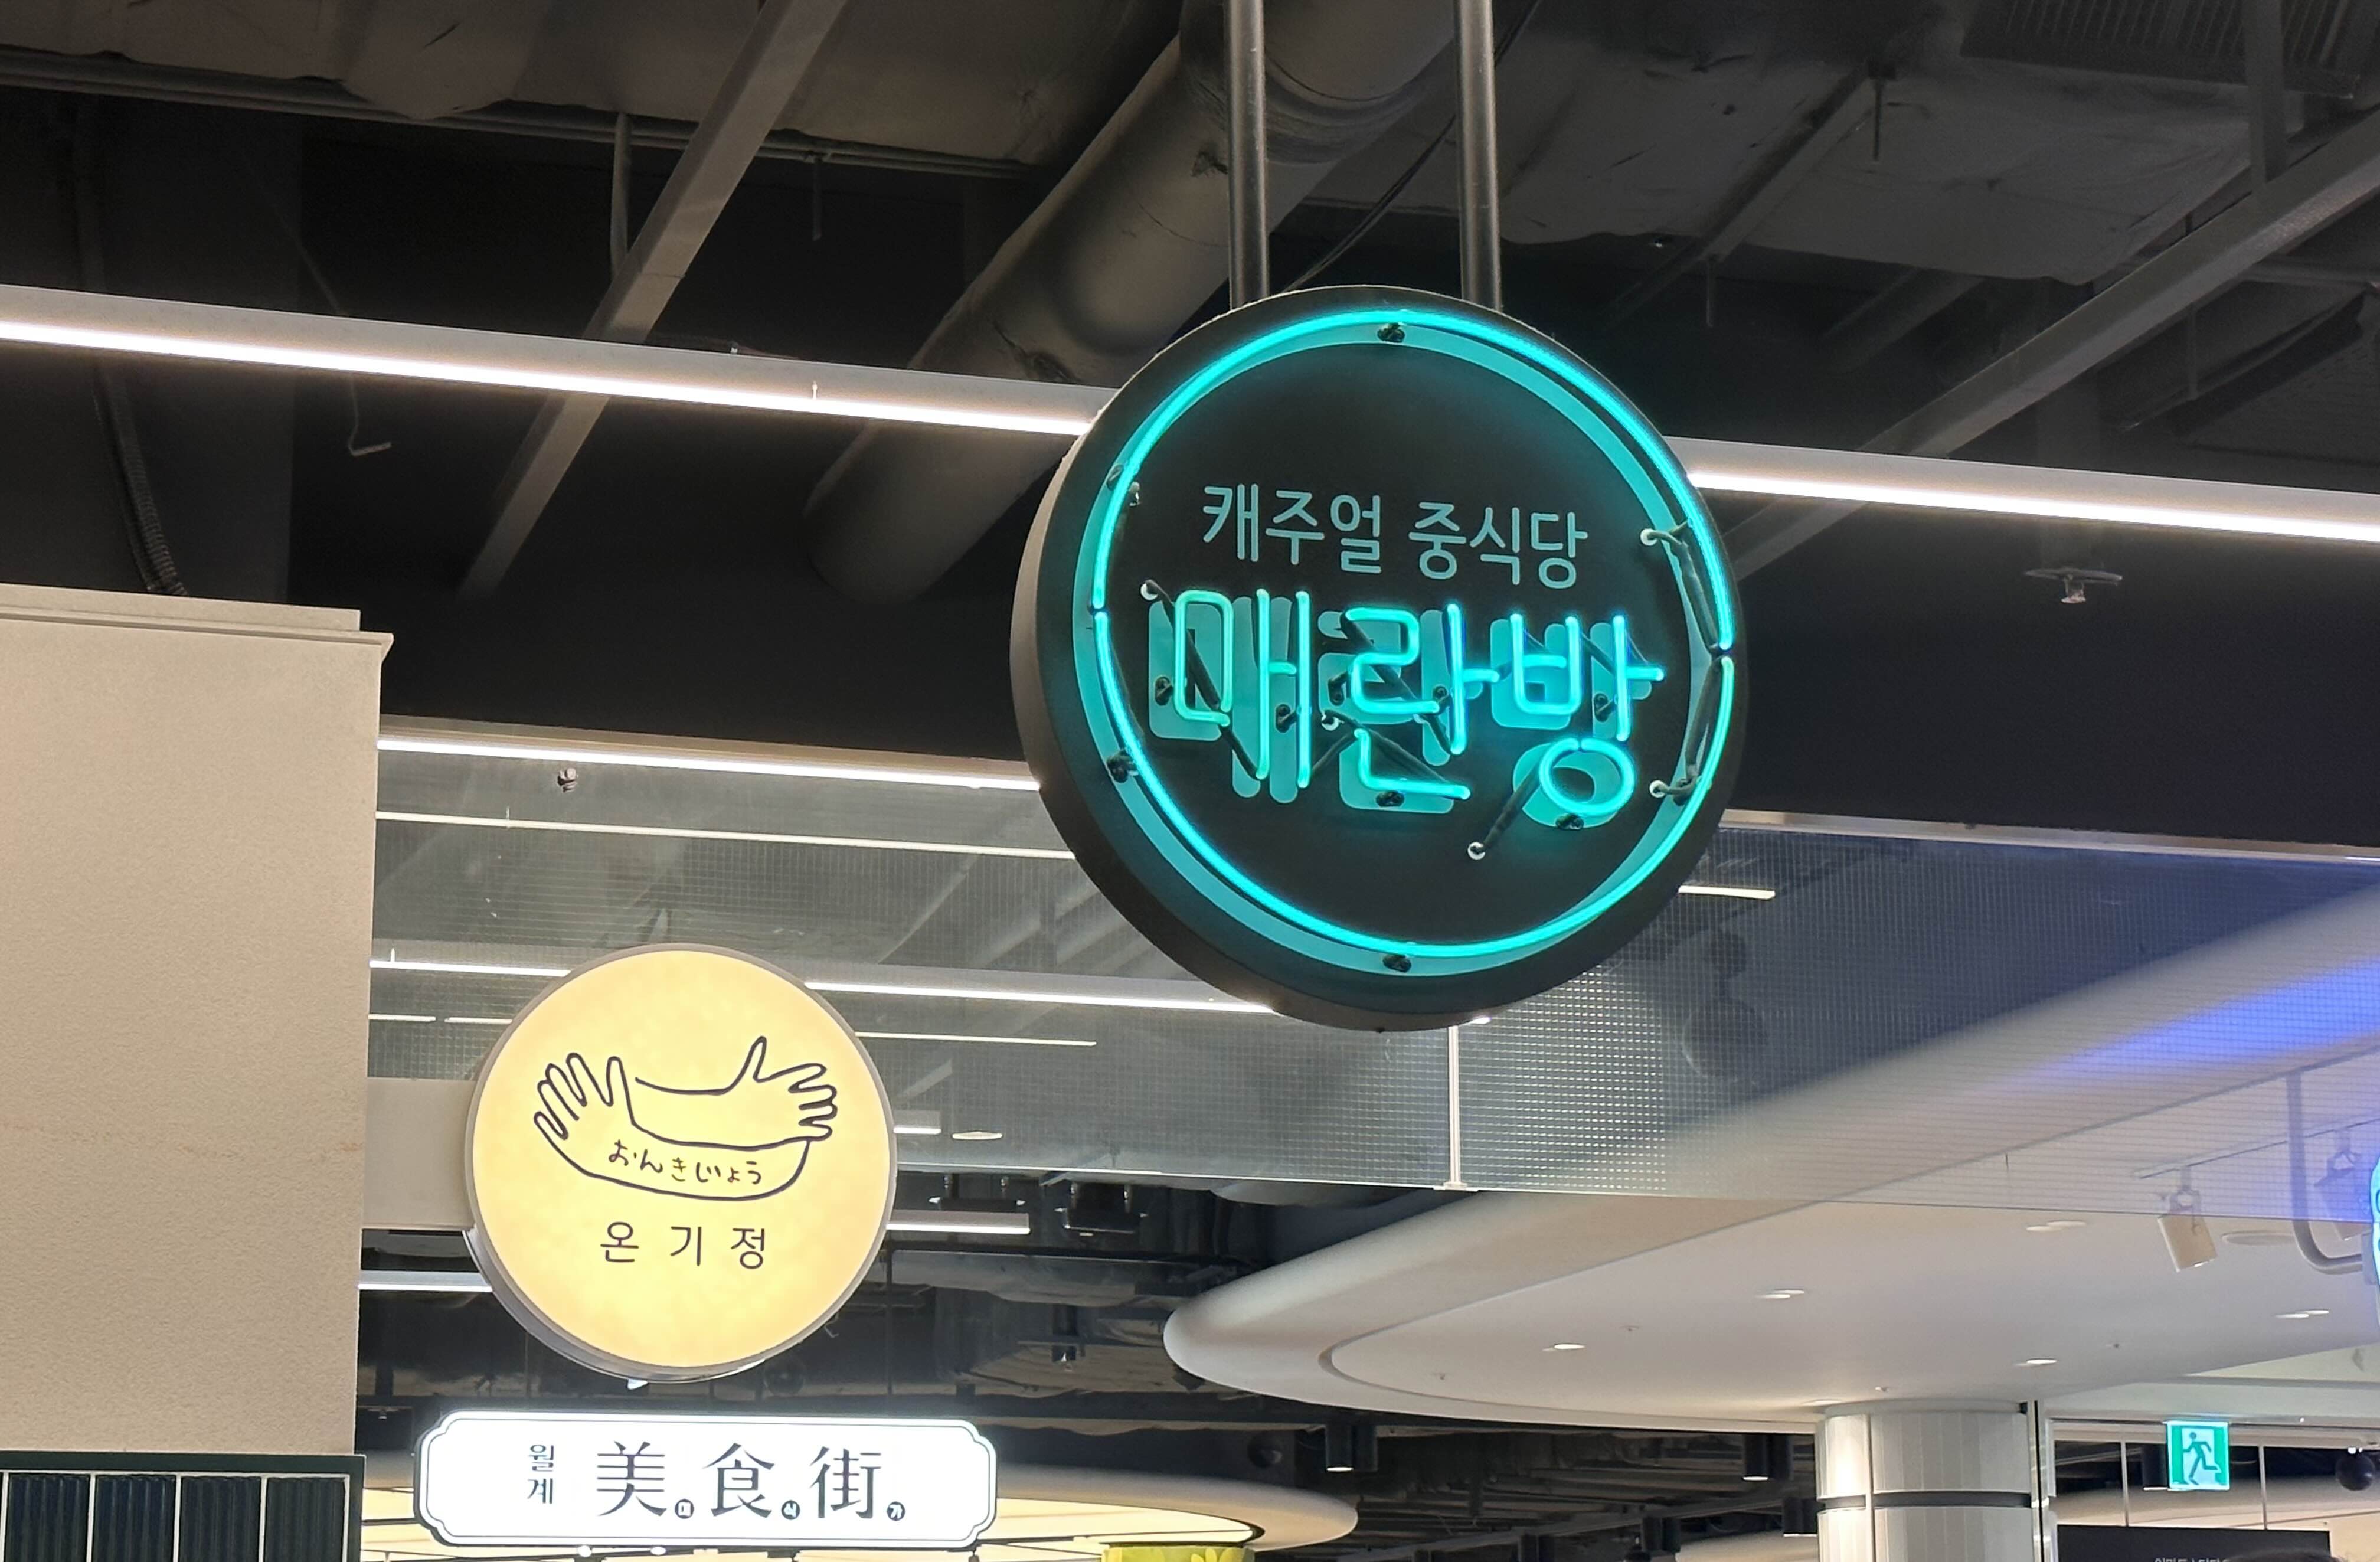 캐주얼 중식당
매란방
おんきじょう
온기정
월계 美미食식街가